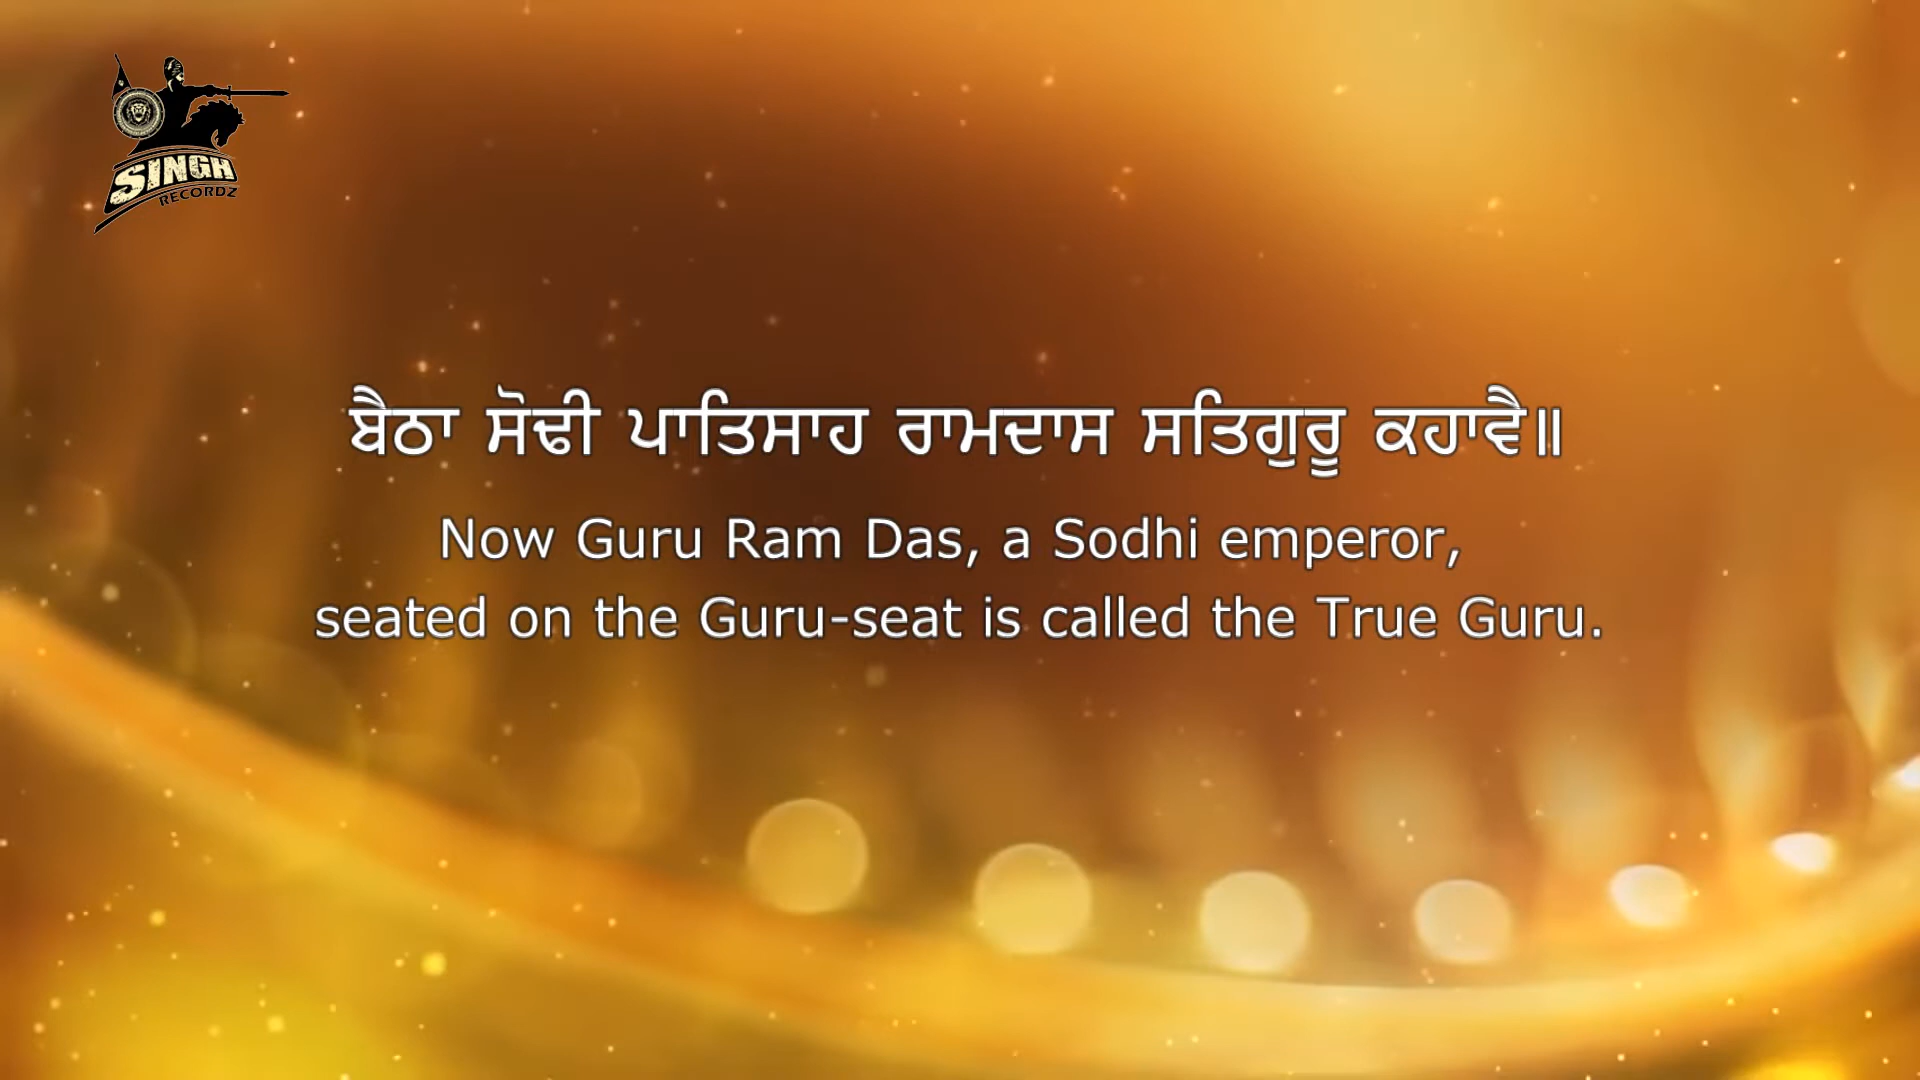 SINGH
RECORDZ
ਬੈਠਾ ਸੋਢੀ ਪਾਤਿਸਾਹ ਰਾਮਦਾਸ ਸਤਿਗੁਰੂ ਕਹਾਵੈ॥
Now Guru Ram Das, a Sodhi emperor,
seated on the Guru-seat is called the True Guru.